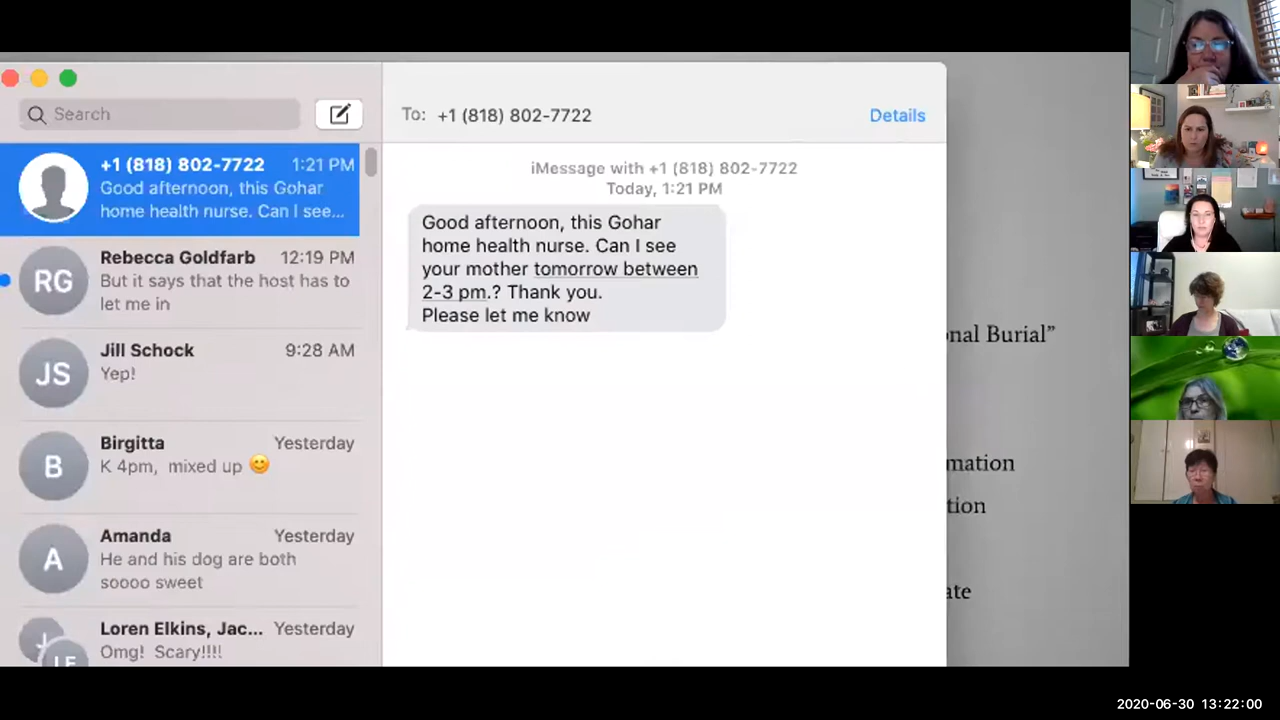 Search
+1 (818) 802-7722 1:21 PM
Good afternoon, this Gohar
home health nurse. Can I see...
RG
Rebecca Goldfarb 12:19 PM
But it says that the host has to
let me in
JS
Jill Schock 9:28 AM
Yep!
B
Birgitta Yesterday
K 4pm, mixed up 😊
A
Amanda Yesterday
He and his dog are both
soooo sweet
Loren Elkins, Jac... Yesterday
Omg! Scary!!!!
To: +1 (818) 802-7722 Details
iMessage with +1 (818) 802-7722
Today, 1:21 PM
Good afternoon, this Gohar
home health nurse. Can I see
your mother tomorrow between
2-3 pm.? Thank you.
Please let me know
nal Burial”
mation
tion
ate
2020-06-30 13:22:00